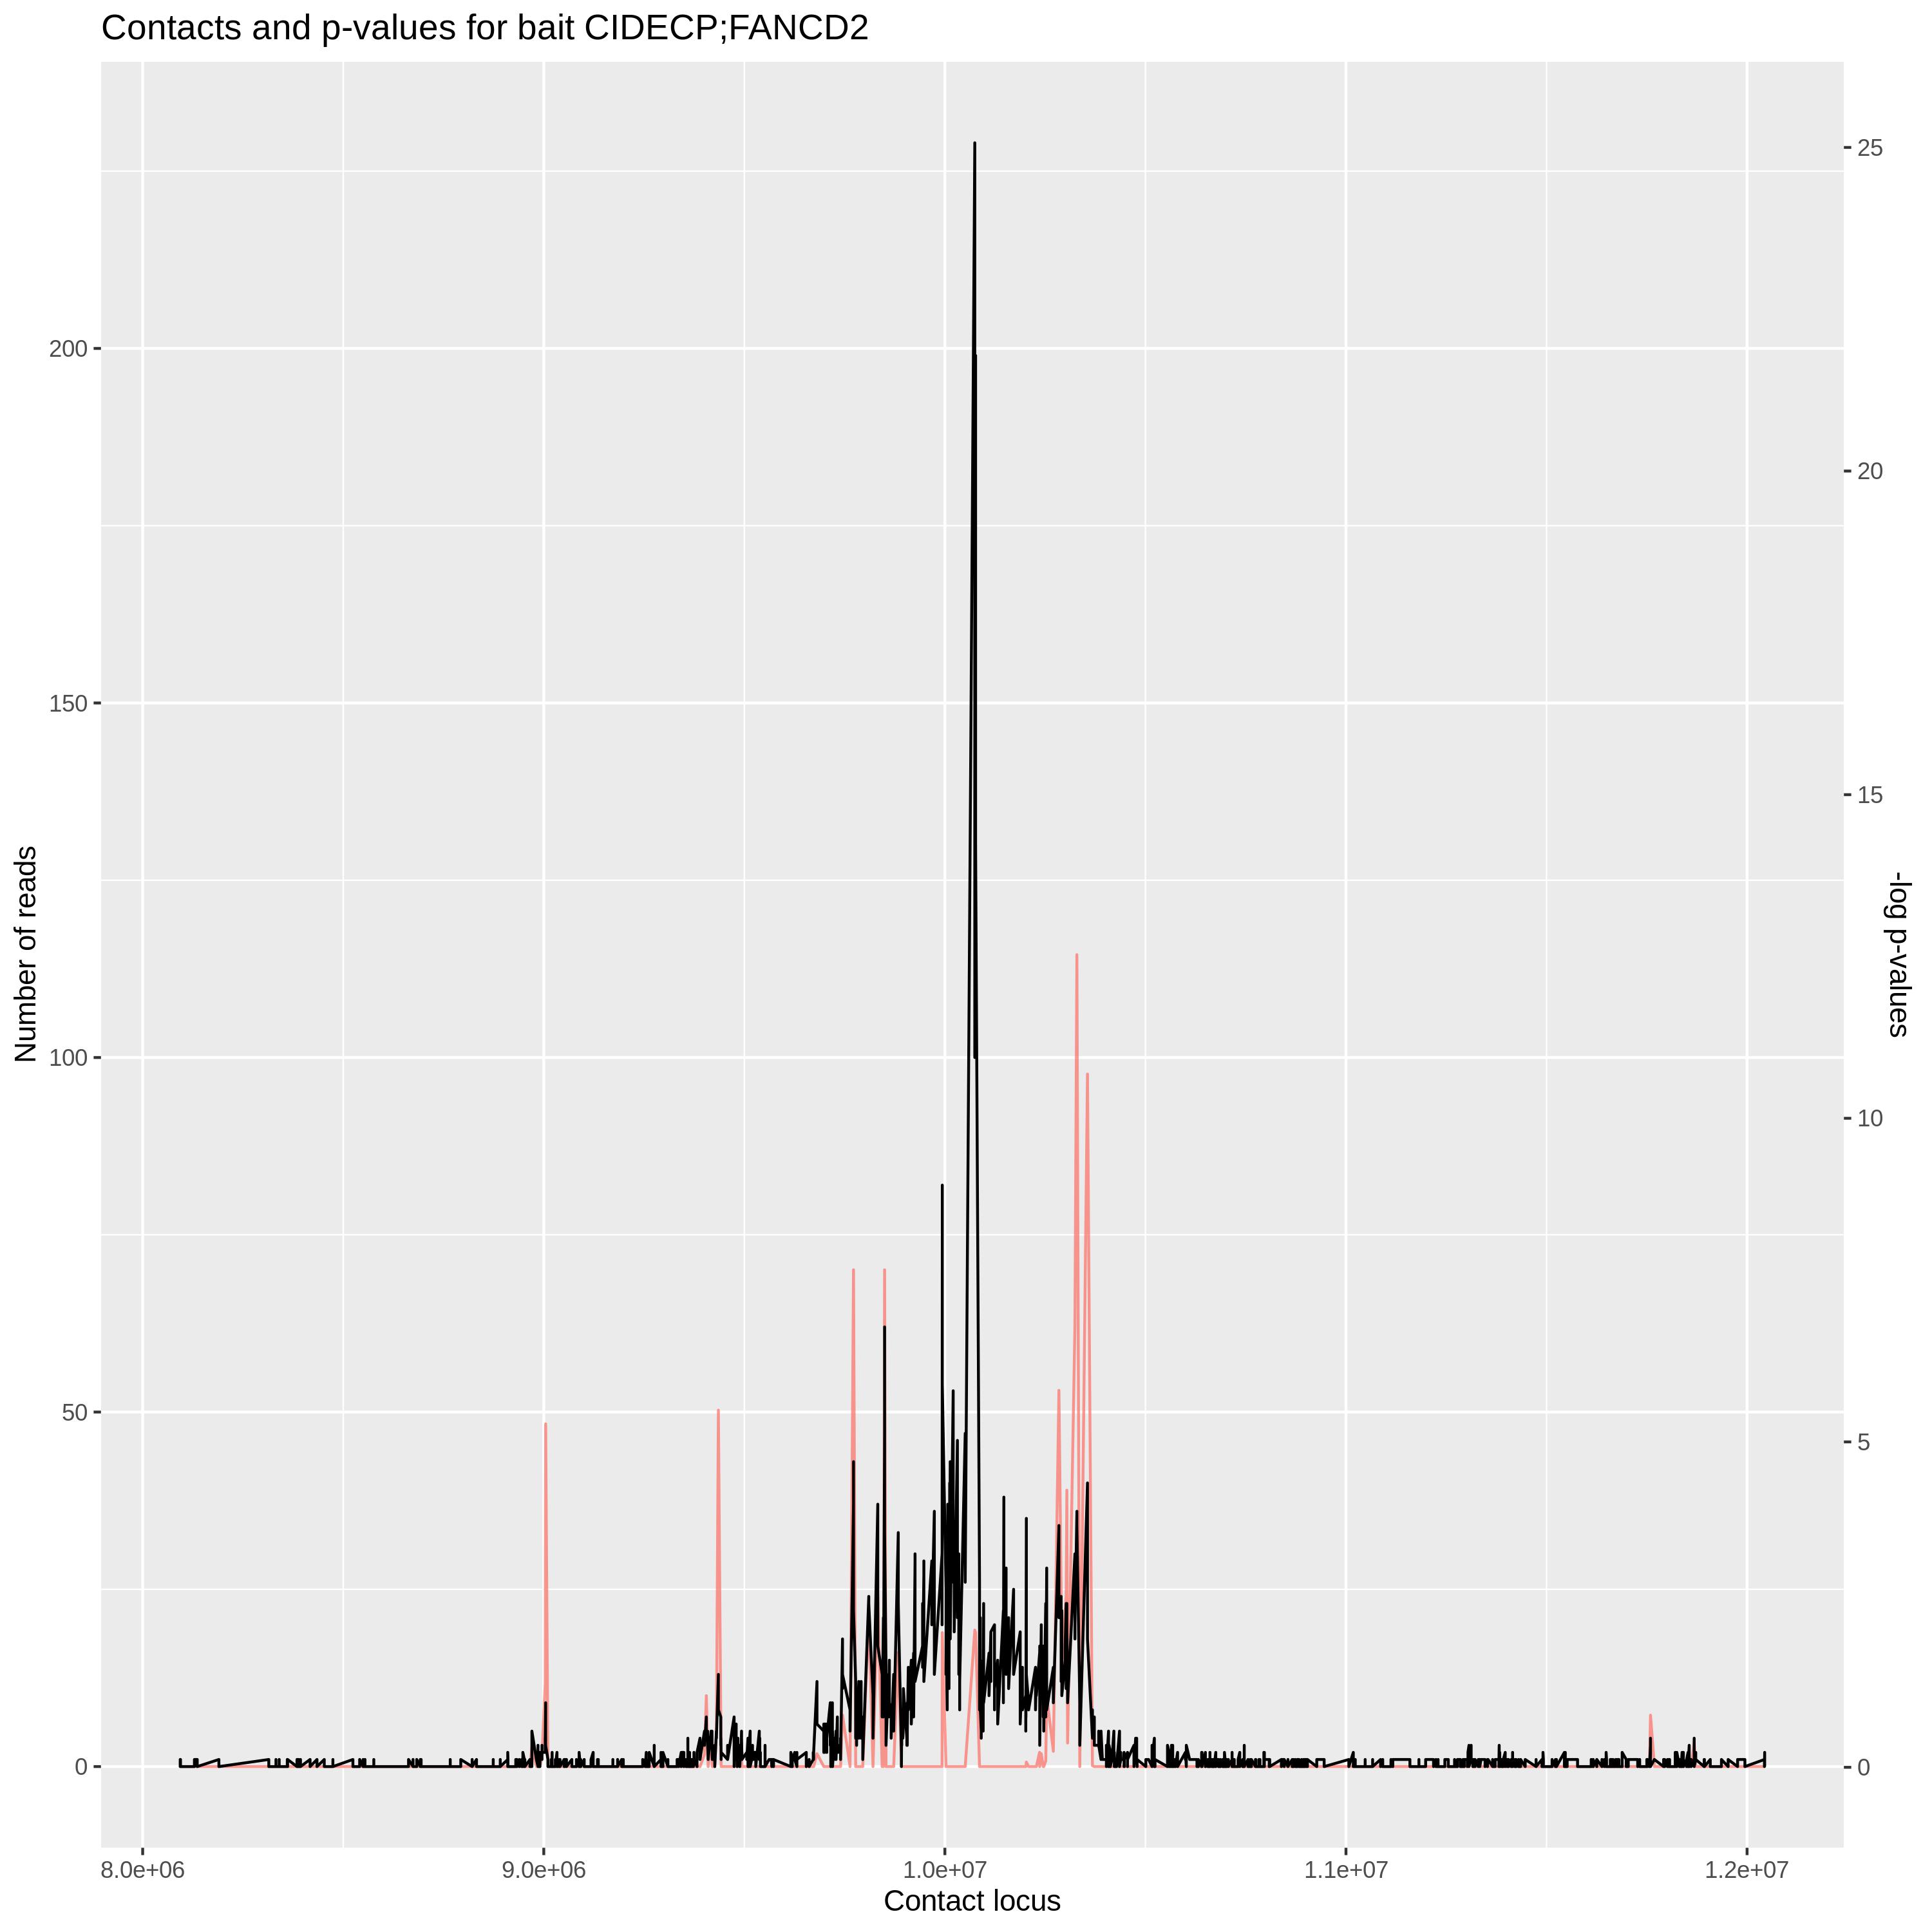 Contacts and p-values for bait CIDECP;FANCD2
Number of reads
200
150
100
50
0
25
20
15
10
5
0
-log p-values
8.0e+06
9.0e+06
1.0e+07
1.1e+07
1.2e+07
Contact locus